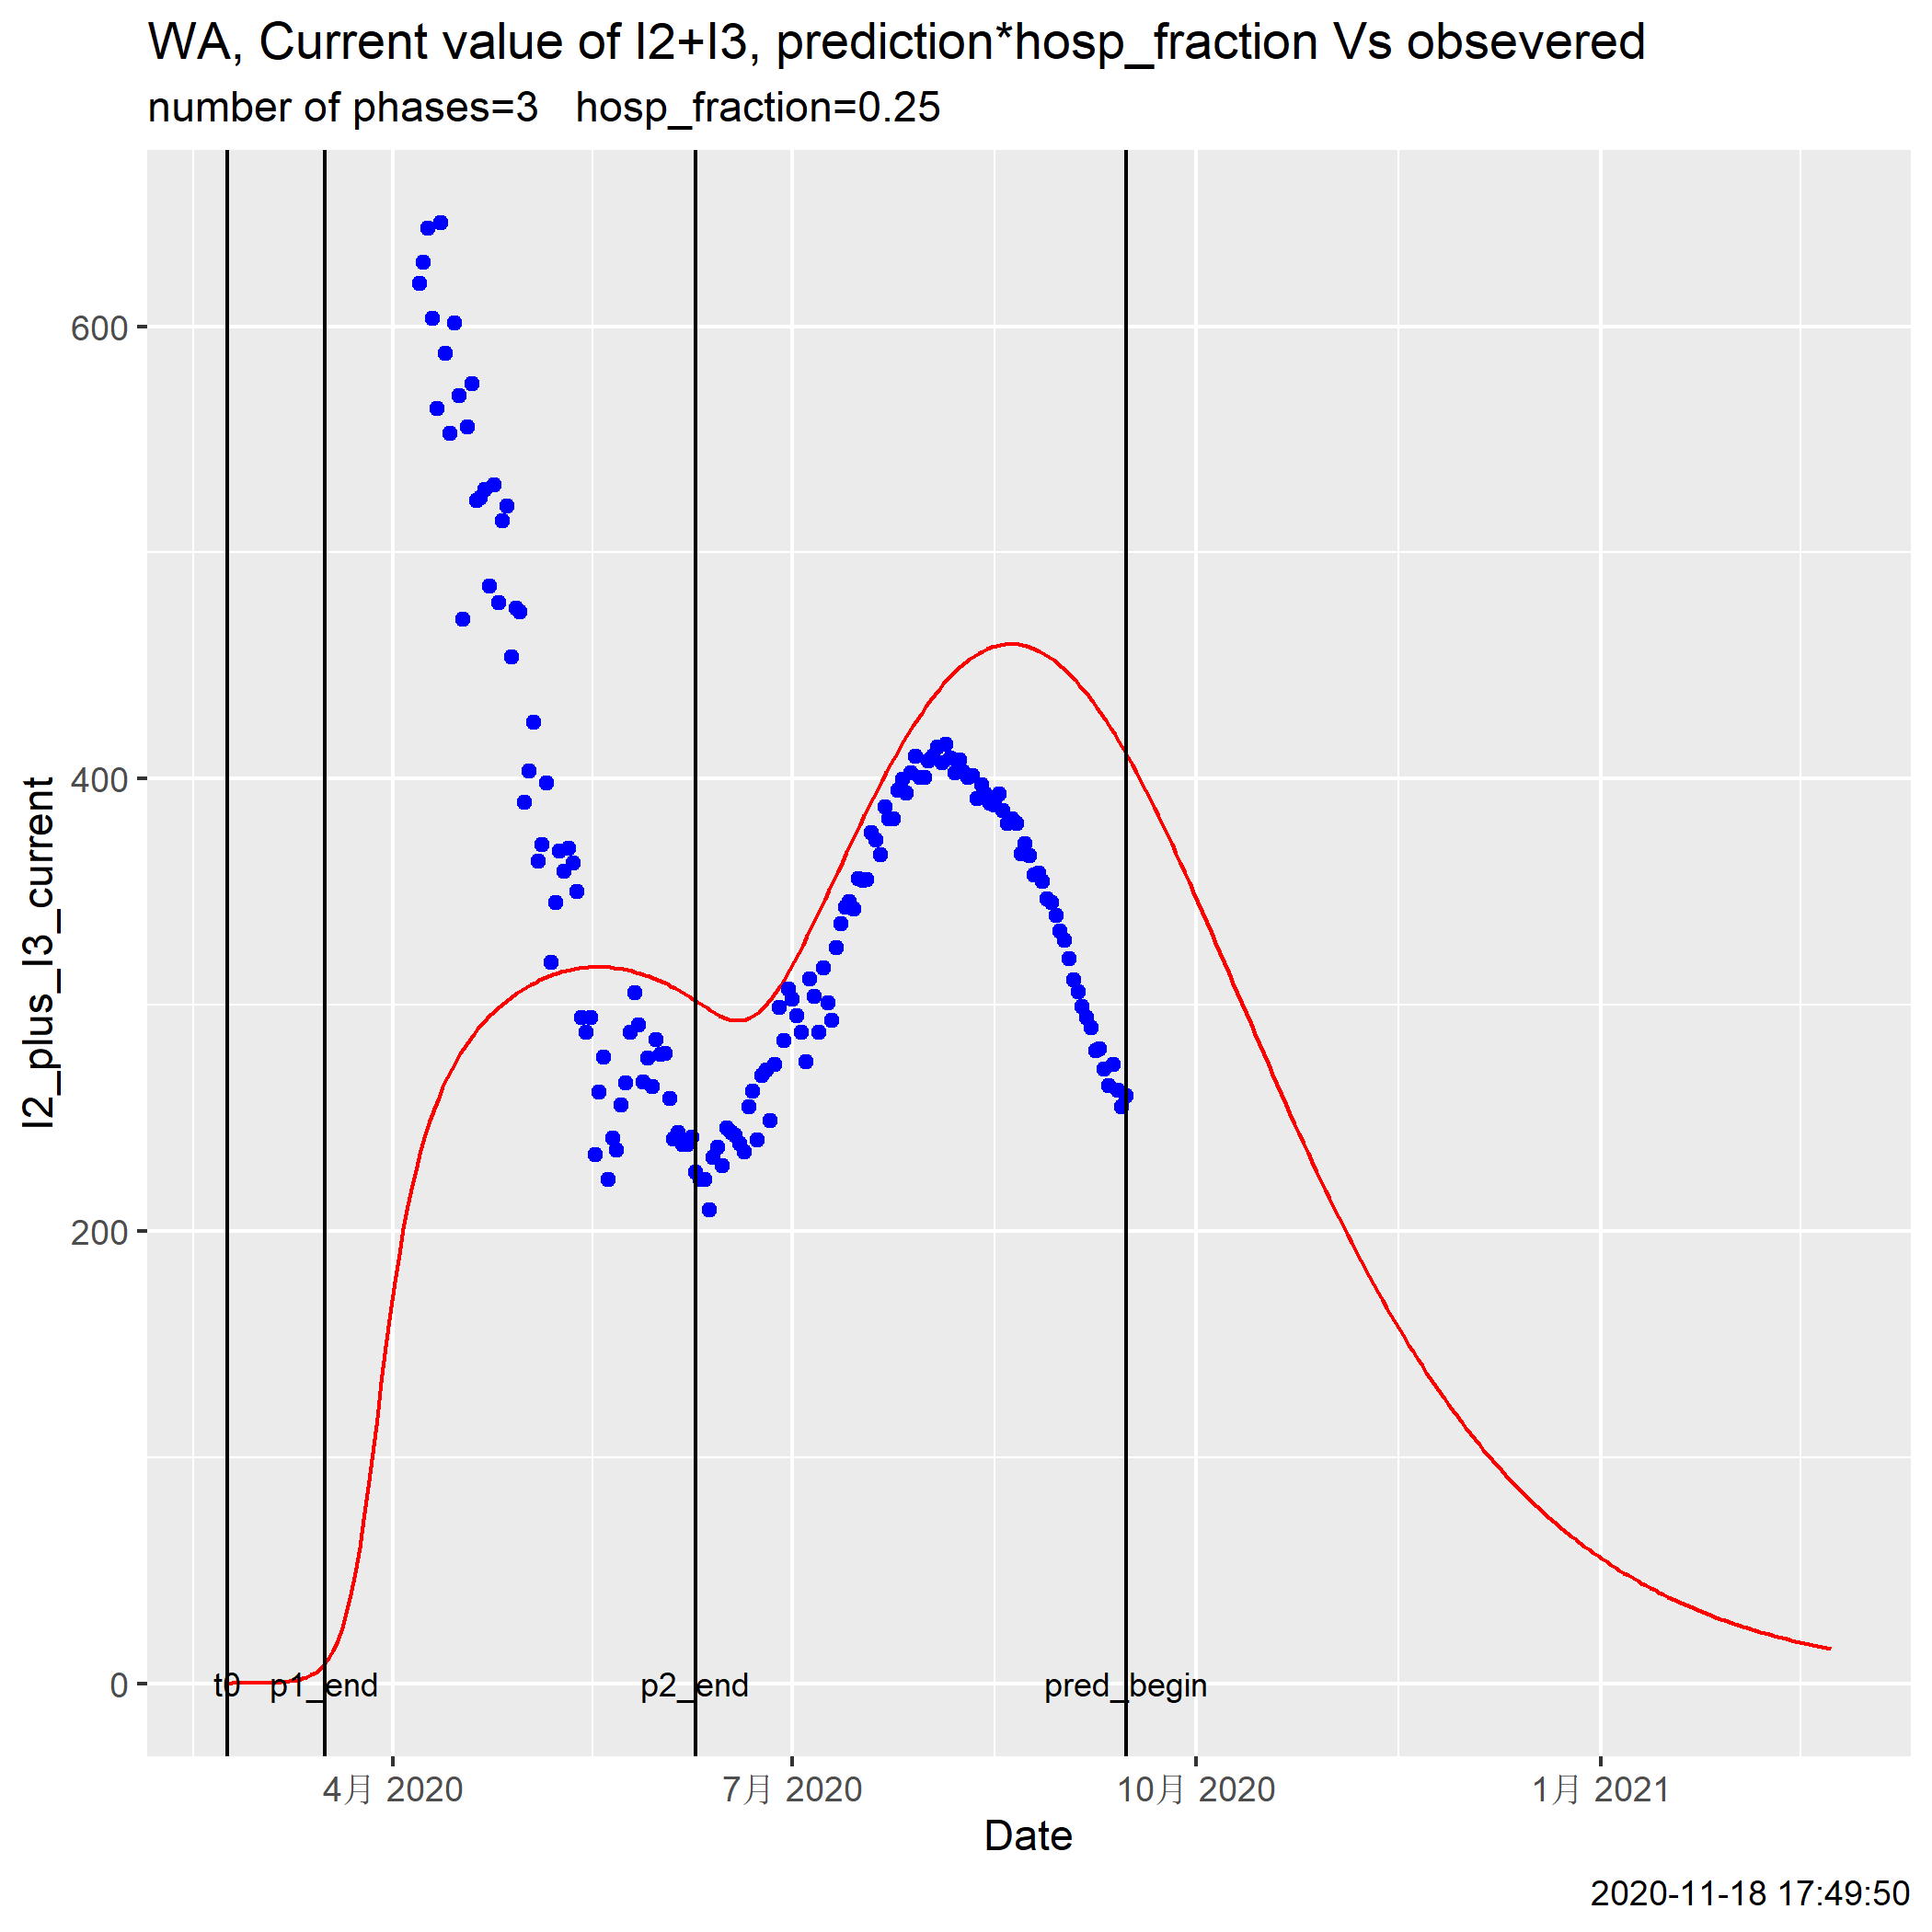 WA, Current value of I2+I3, prediction*hosp_fraction Vs obsevered
number of phases=3   hosp_fraction=0.25
I2_plus_I3_current
600
400
200
0
t0 p1_end p2_end pred_begin
4月 2020 7月 2020 10月 2020 1月 2021
Date
2020-11-18 17:49:50